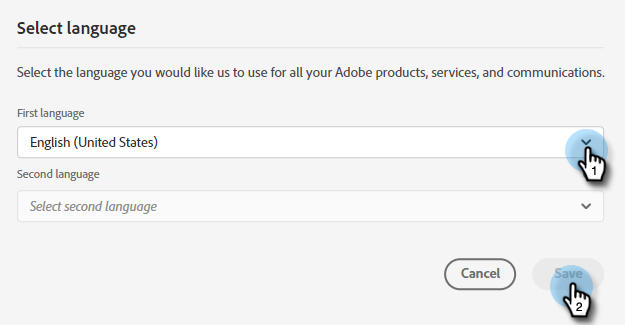 Select language
Select the language you would like us to use for all your Adobe products, services, and communications.
First language
English (United States)
1
Second language
Select second language
Cancel
Save
2